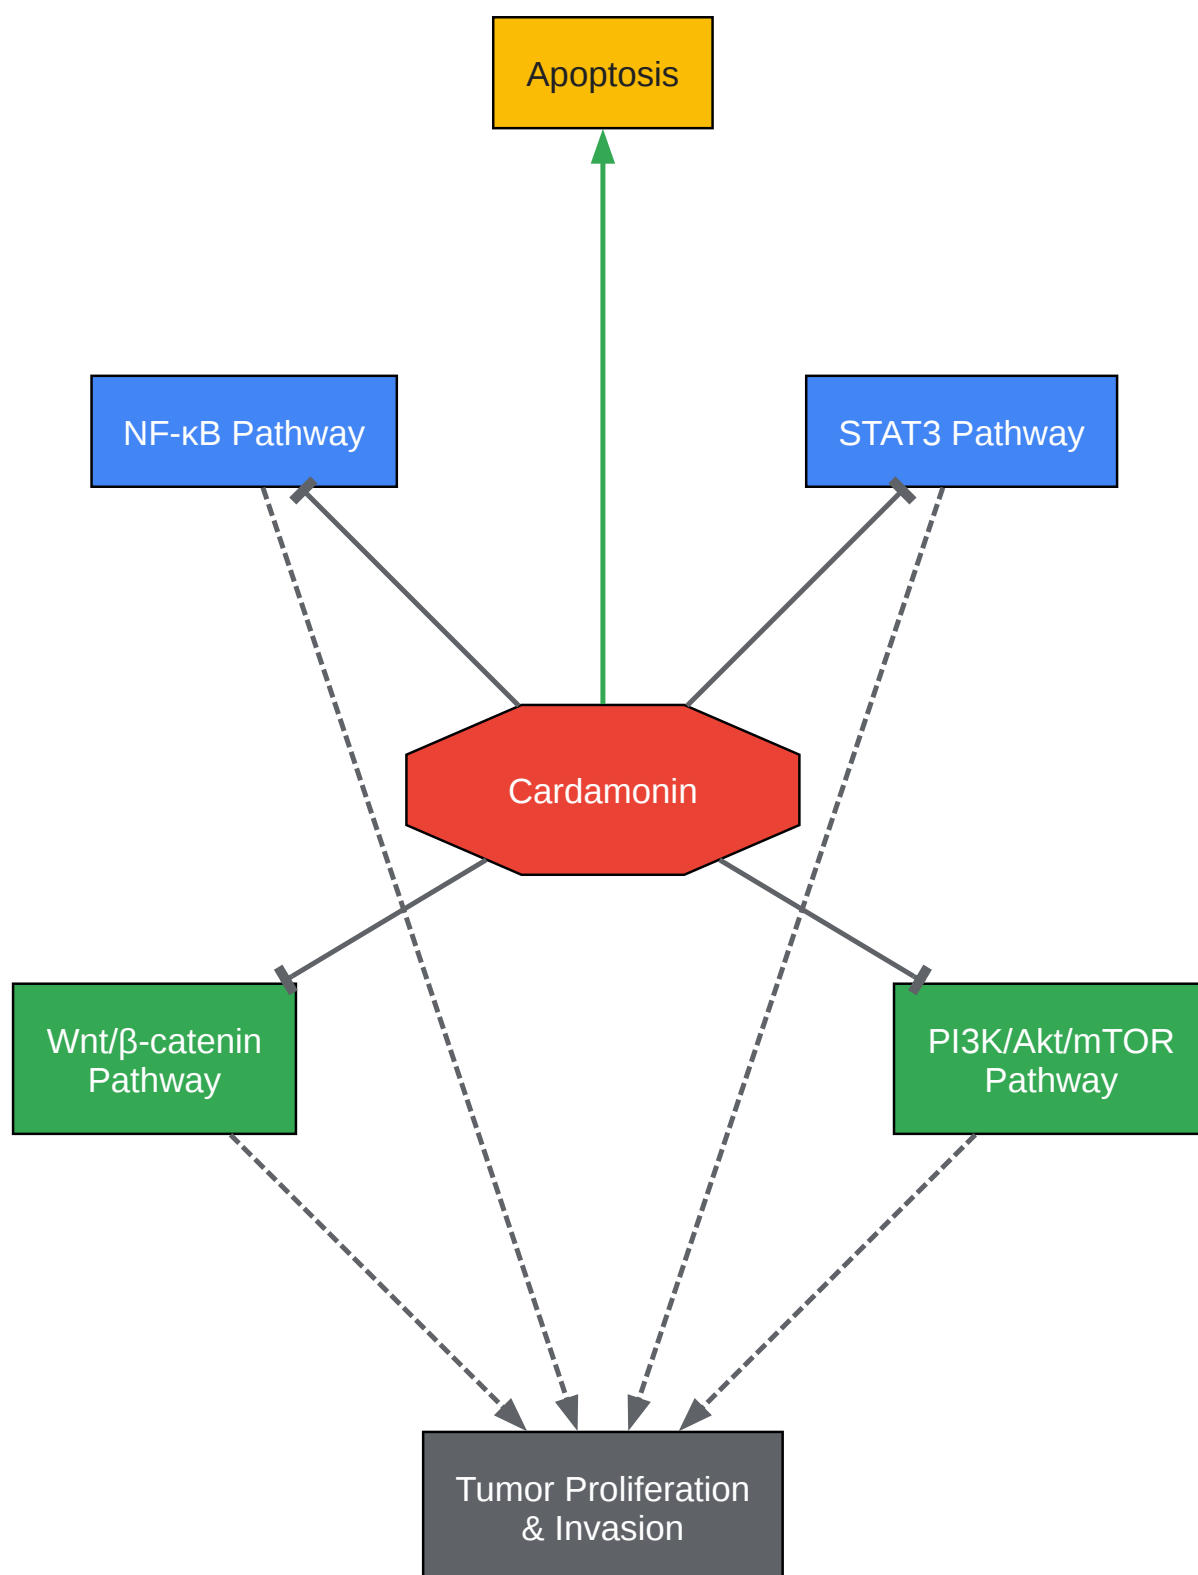 Apoptosis
NF-κB Pathway
STAT3 Pathway
Cardamonin
Wnt/β-catenin
Pathway
PI3K/Akt/mTOR
Pathway
Tumor Proliferation
& Invasion